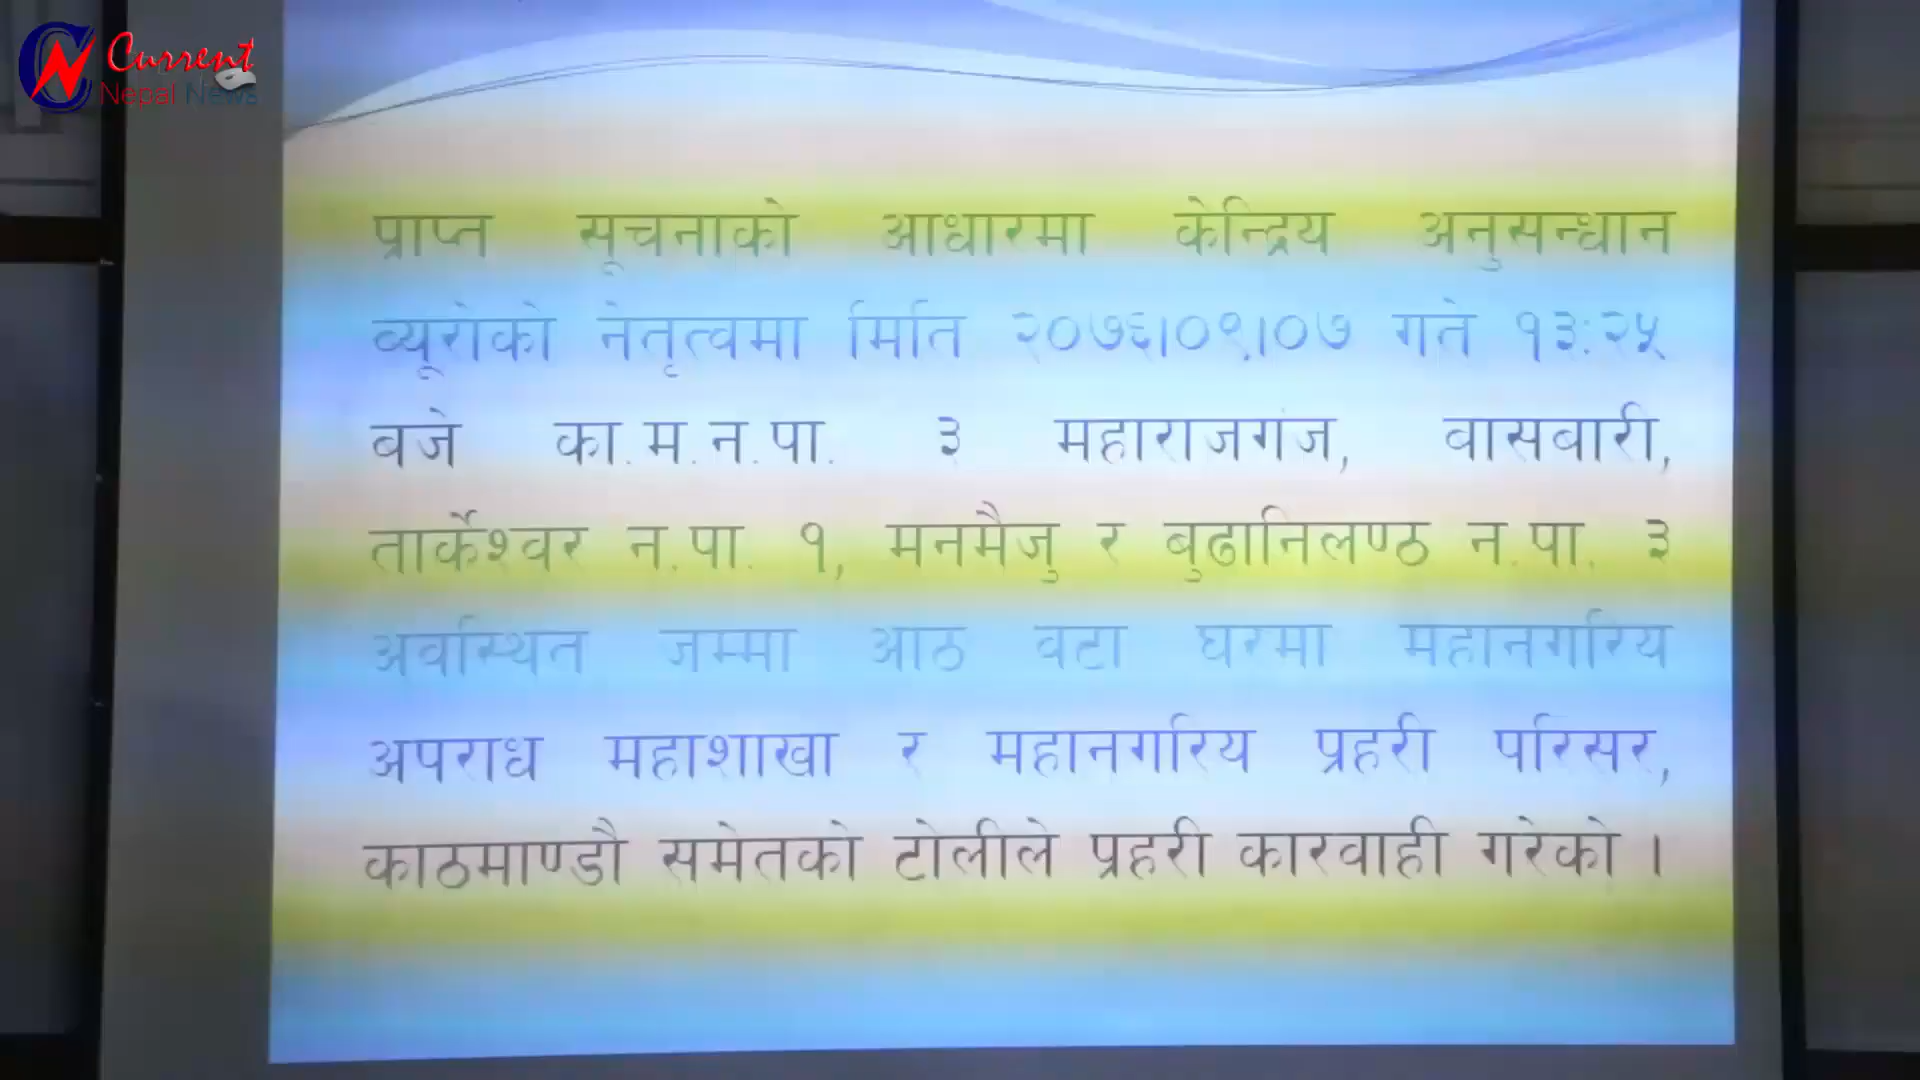 Current
Nepal News
प्राप्त सूचनाको आधारमा केन्द्रिय अनुसन्धान
व्यूरोको नेतृत्वमा मिति २०७६।०९।०७ गते १३:२५
बजे का.म.न.पा. ३ महाराजगंज, बासबारी,
तार्केश्वर न.पा. १, मनमैजु र बुढानिलण्ठ न.पा. ३
अवस्थित जम्मा आठ वटा घरमा महानगरिय
अपराध महाशाखा र महानगरिय प्रहरी परिसर,
काठमाण्डौ समेतको टोलीले प्रहरी कारवाही गरेको ।